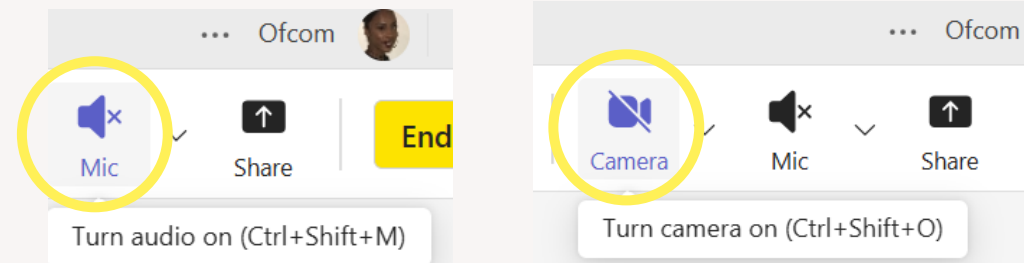 ... Ofcom
Mic
Share
End
Turn audio on (Ctrl+Shift+M)
... Ofcom
Camera
Mic
Share
Turn camera on (Ctrl+Shift+O)